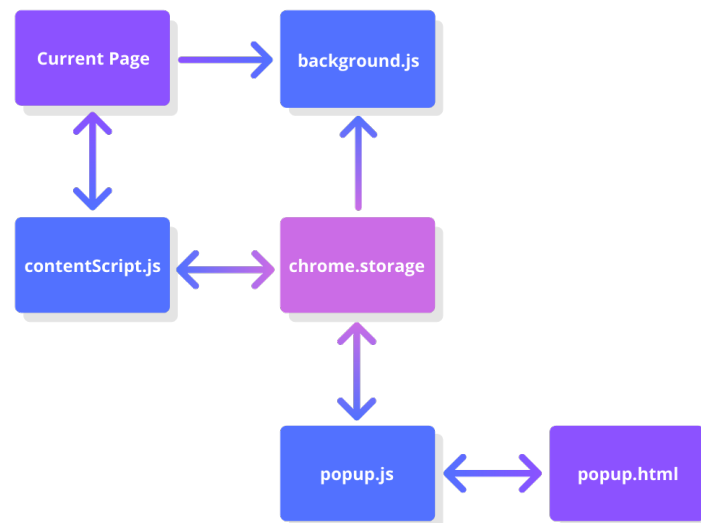 Current Page
background.js
contentScript.js
chrome.storage
popup.js
popup.html